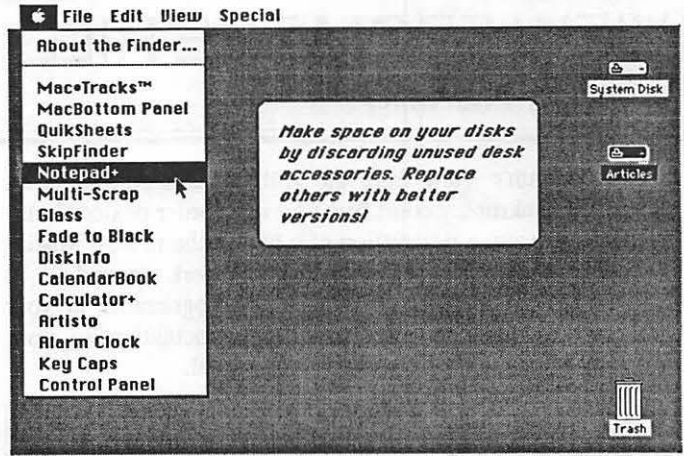 File Edit View Special
About the Finder...
Mac•Tracks™
MacBottom Panel
QuikSheets
SkipFinder
Notepad+
Multi-Scrap
Glass
Fade to Black
DiskInfo
CalendarBook
Calculator+
Artisto
Alarm Clock
Key Caps
Control Panel
Make space on your disks
by discarding unused desk
accessories. Replace
others with better
versions!
System Disk
Articles
Trash